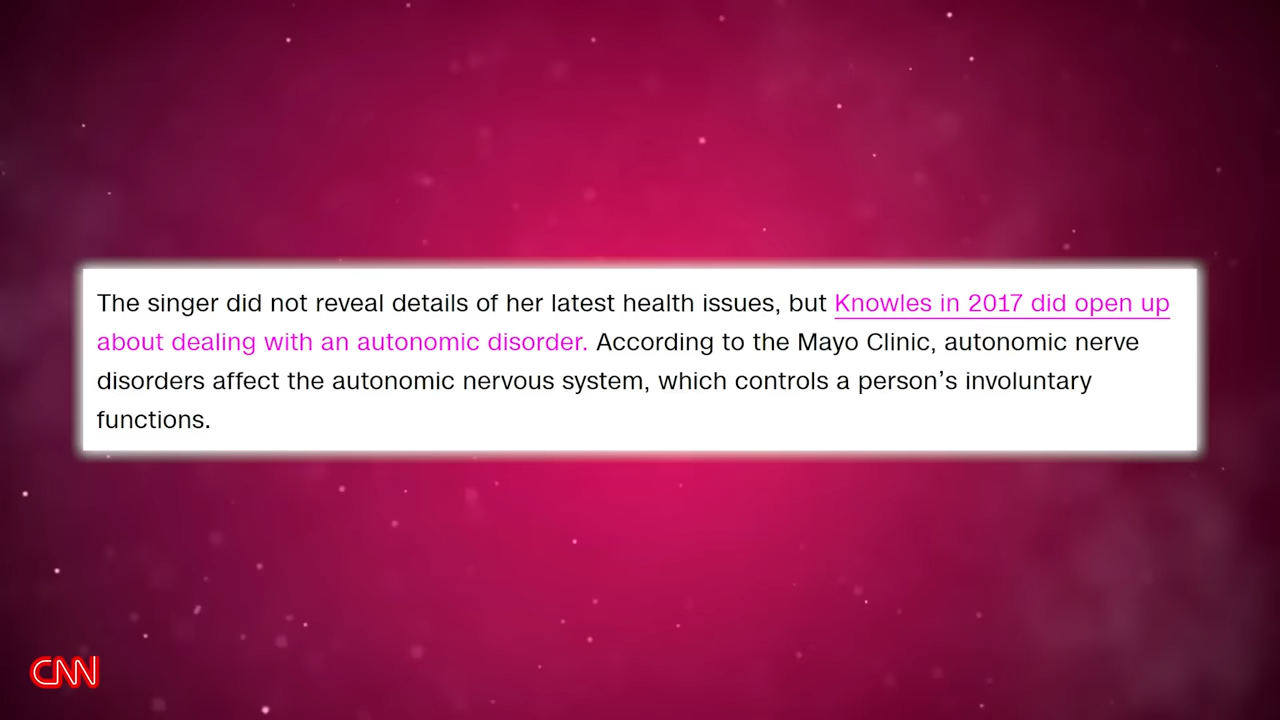 The singer did not reveal details of her latest health issues, but Knowles in 2017 did open up
about dealing with an autonomic disorder. According to the Mayo Clinic, autonomic nerve
disorders affect the autonomic nervous system, which controls a person’s involuntary
functions.
CNN